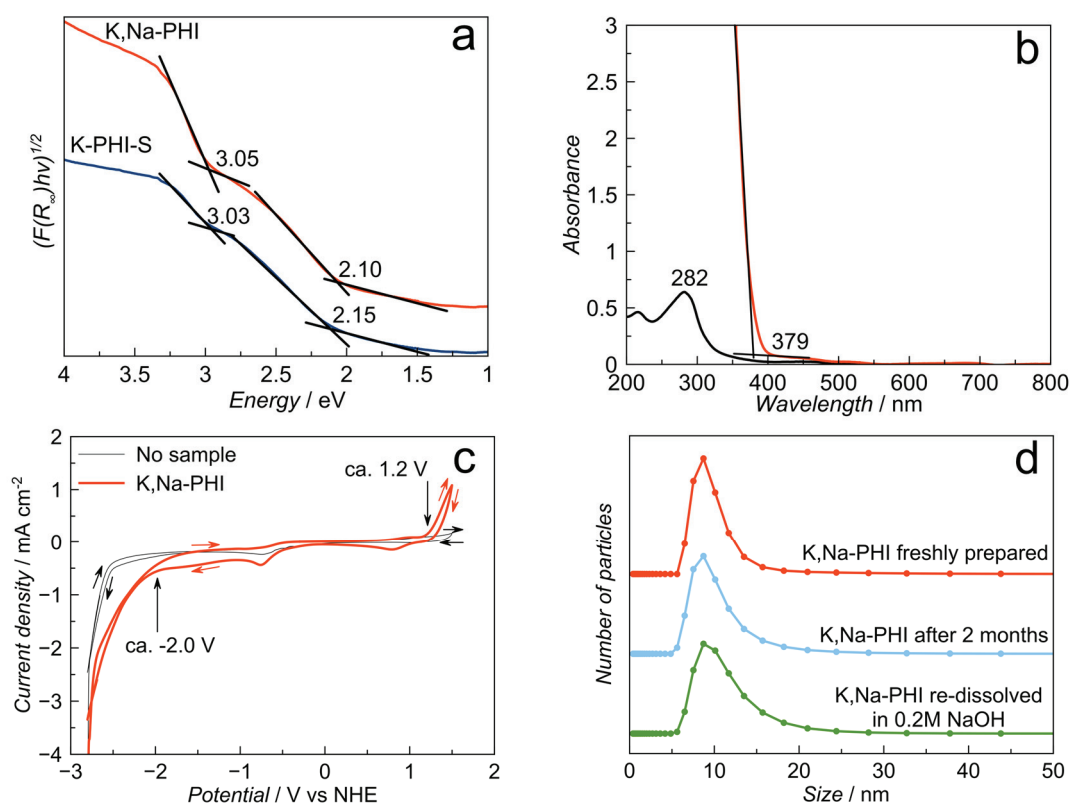 a
K,Na-PHI
K-PHI-S
3.05
3.03
2.10
2.15
(F(R∞)hν)1/2
4
3.5
3
2.5
2
1.5
1
Energy / eV
b
3
2.5
2
1.5
1
0.5
0
Absorbance
282
379
200
300
400
500
600
700
800
Wavelength / nm
c
No sample
K,Na-PHI
ca. 1.2 V
ca. -2.0 V
2
1
0
−1
−2
−3
−4
Current density / mA cm-2
−3
−2
−1
0
1
2
Potential / V vs NHE
d
K,Na-PHI freshly prepared
K,Na-PHI after 2 months
K,Na-PHI re-dissolved
in 0.2M NaOH
Number of particles
0
10
20
30
40
50
Size / nm